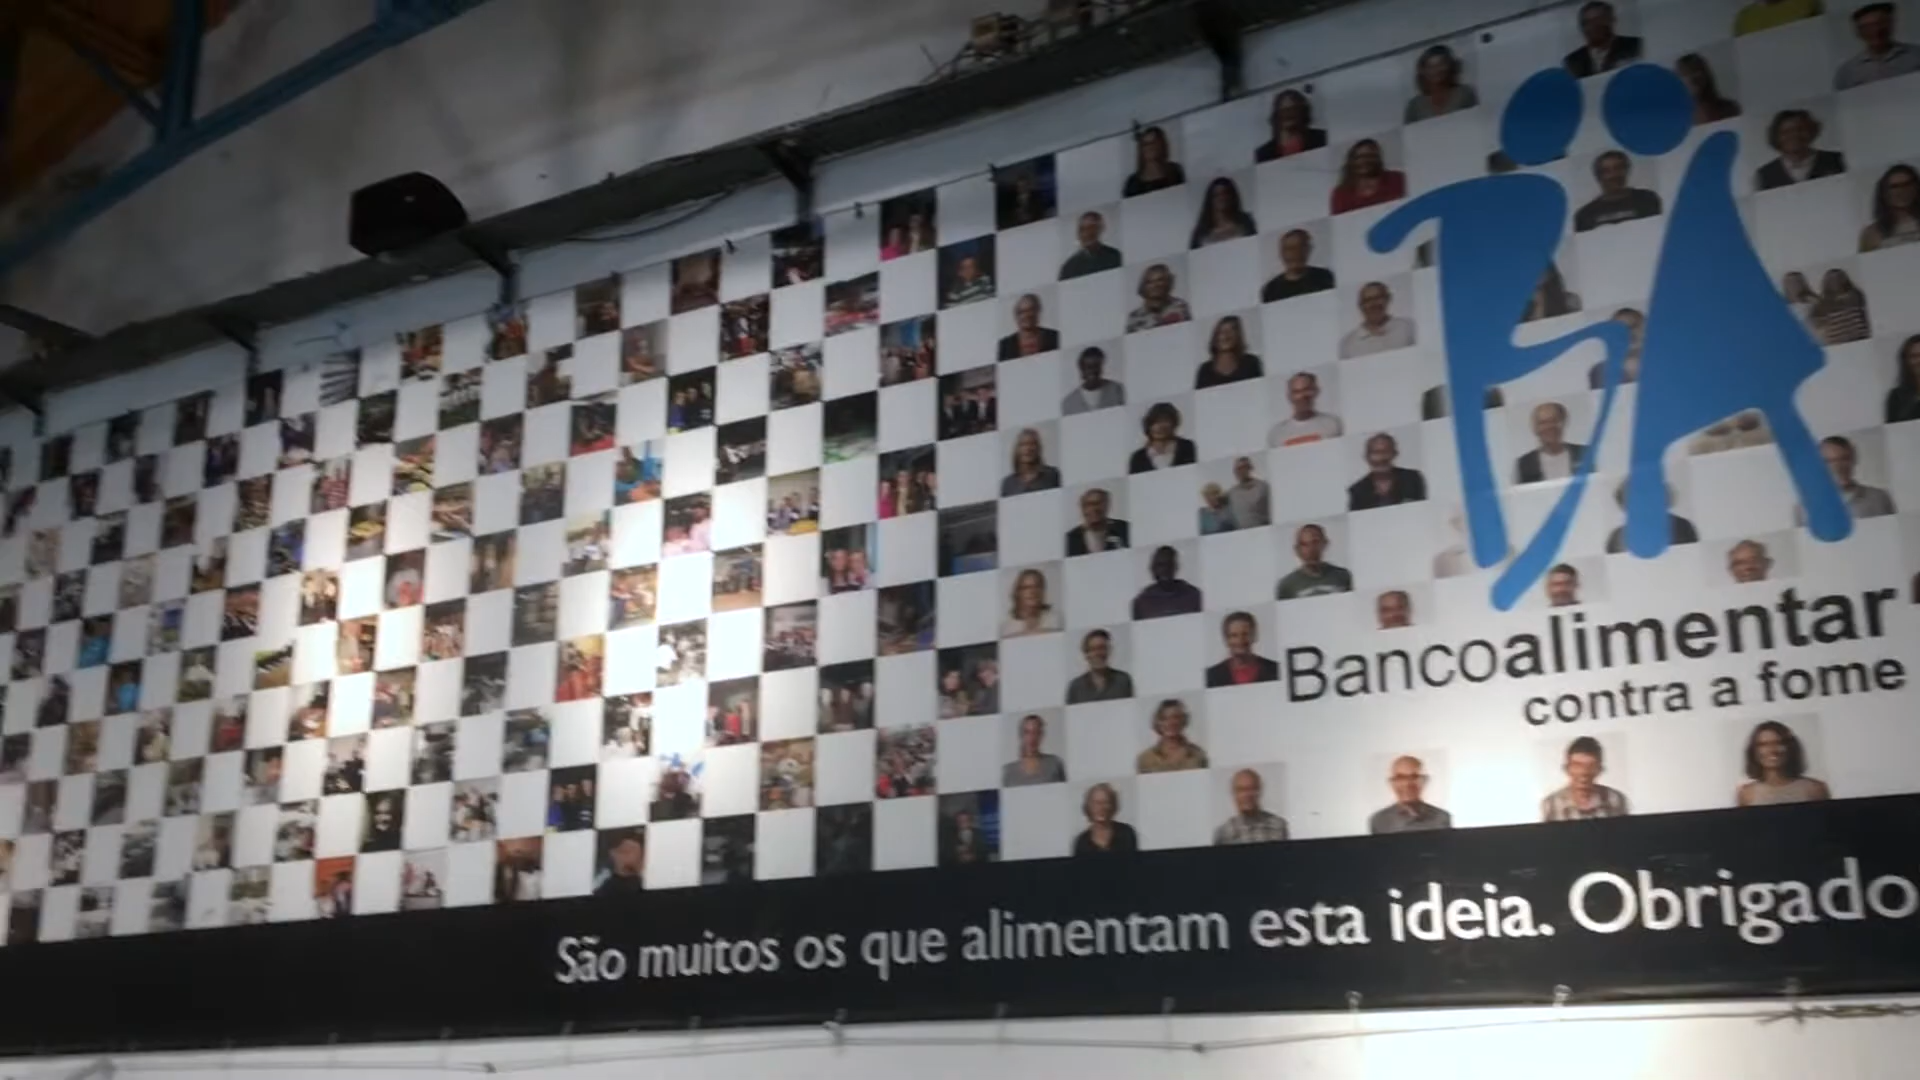 Bancoalimentar
contra a fome
São muitos os que alimentam esta ideia. Obrigado